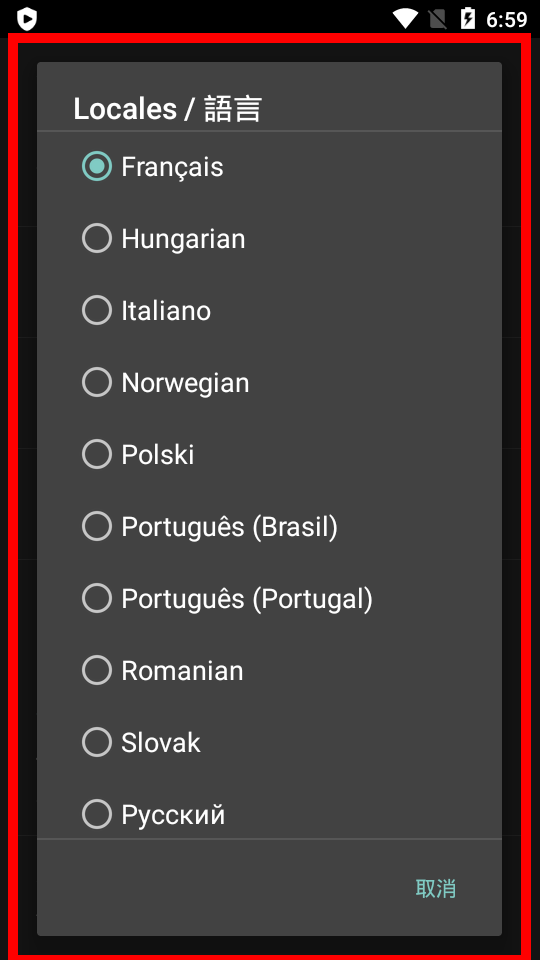 6:59
Locales / 語言
Français
Hungarian
Italiano
Norwegian
Polski
Português (Brasil)
Português (Portugal)
Romanian
Slovak
Русский
取消